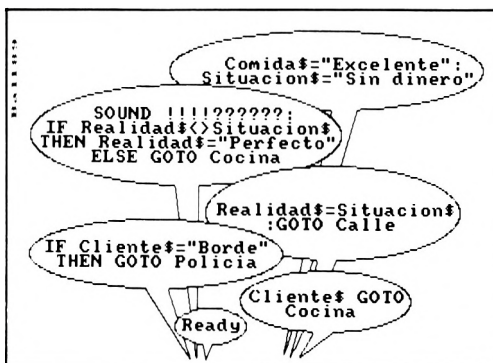 Comida$="Excelente":
Situacion$="Sin dinero"
SOUND !!!!??????:
IF Realidad$<>Situacion$
THEN Realidad$="Perfecto"
ELSE GOTO Cocina
Realidad$=Situacion$
:GOTO Calle
IF Cliente$="Borde"
THEN GOTO Policia
Cliente$ GOTO
Cocina
Ready